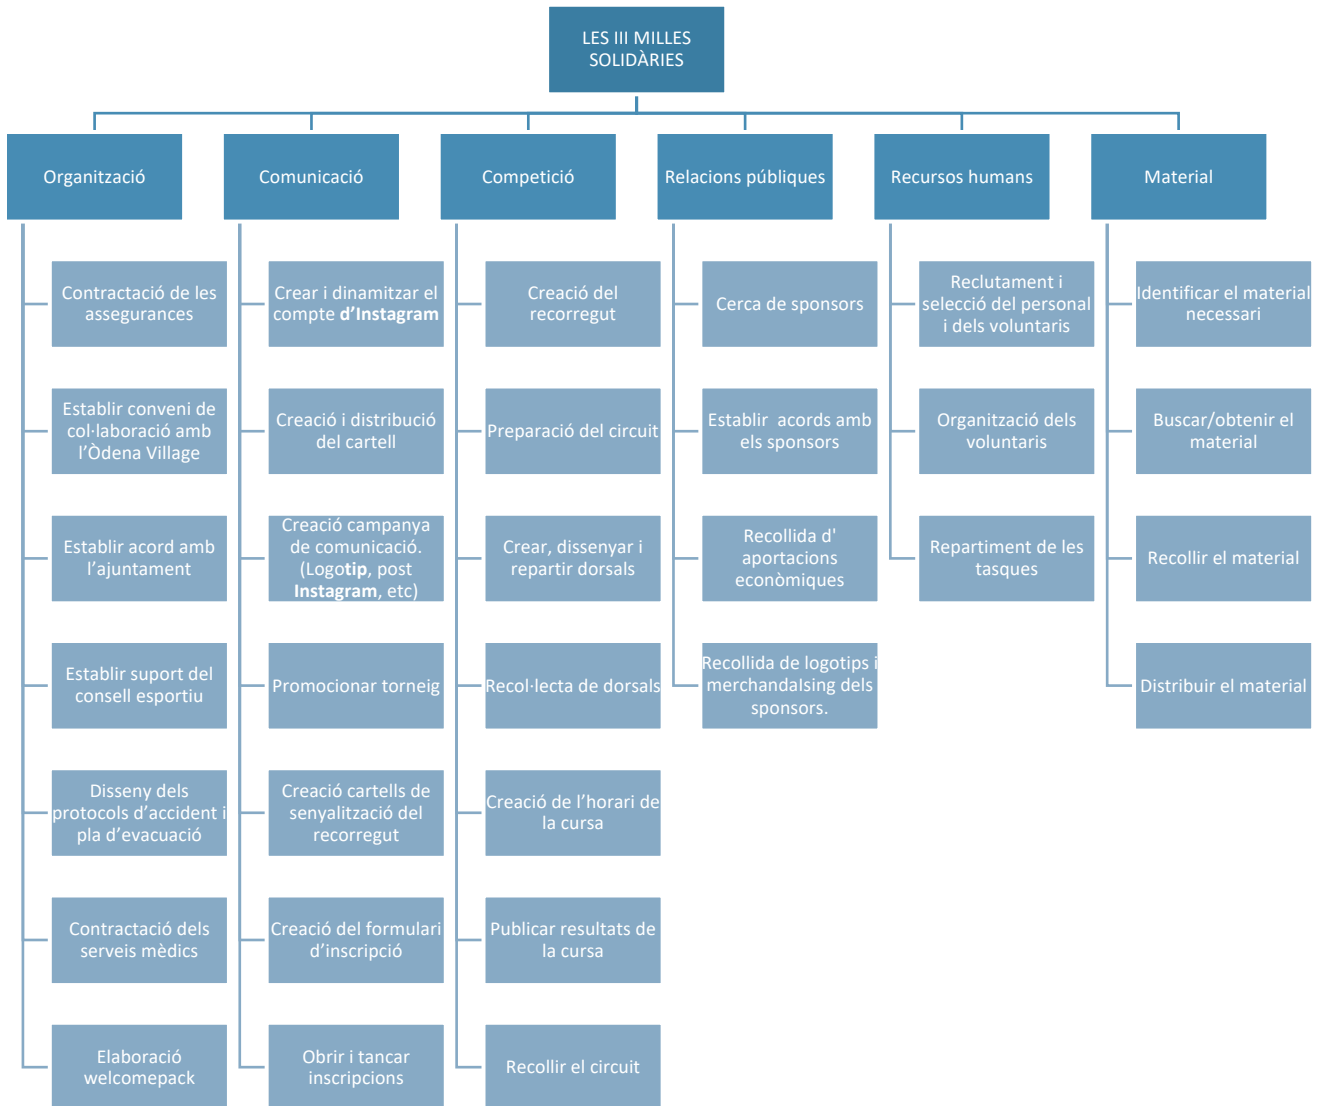 LES III MILLES
SOLIDÀRIES
Organització
Comunicació
Competició
Relacions públiques
Recursos humans
Material
Contractació de les
assegurances
Establir conveni de
col·laboració amb
l'Òdena Village
Establir acord amb
l'ajuntament
Establir suport del
consell esportiu
Disseny dels
protocols d'accident i
pla d'evacuació
Contractació dels
serveis mèdics
Elaboració
welcomepack
Crear i dinamitzar el
compte d'Instagram
Creació i distribució
del cartell
Creació campanya
de comunicació.
(Logotip, post
Instagram, etc)
Promocionar torneig
Creació cartells de
senyalització del
recorregut
Creació del formulari
d'inscripció
Obrir i tancar
inscripcions
Creació del
recorregut
Preparació del circuit
Crear, dissenyar i
repartir dorsals
Recol·lecta de dorsals
Creació de l'horari de
la cursa
Publicar resultats de
la cursa
Recollir el circuit
Cerca de sponsors
Establir  acords amb
els sponsors
Recollida d'
aportacions
econòmiques
Recollida de logotips i
merchandaIsing dels
sponsors.
Reclutament i
selecció del personal
i dels voluntaris
Organització dels
voluntaris
Repartiment de les
tasques
Identificar el material
necessari
Buscar/obtenir el
material
Recollir el material
Distribuir el material